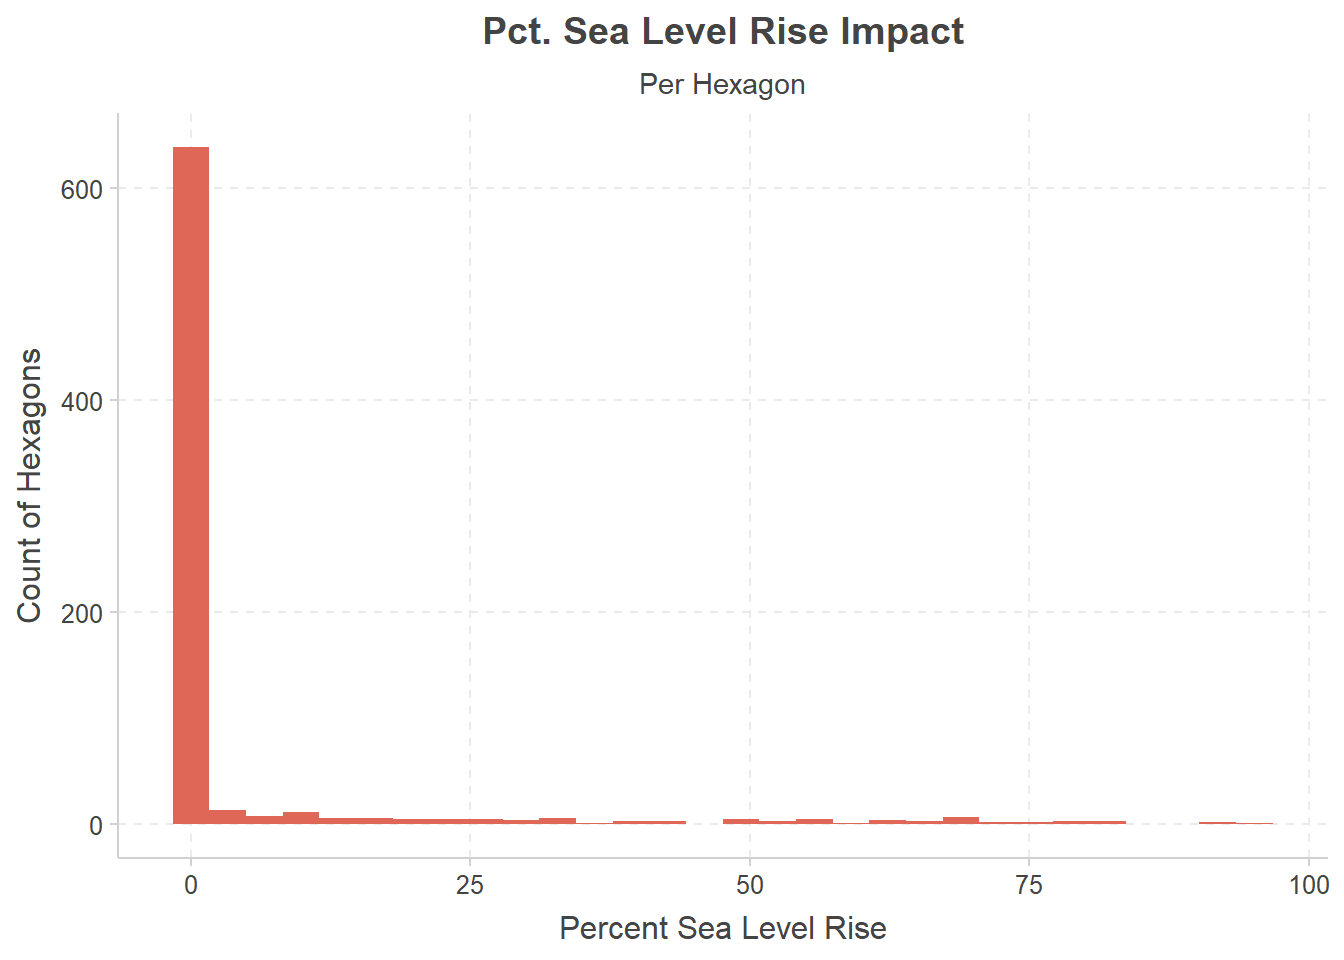 Pct. Sea Level Rise Impact
Per Hexagon
Count of Hexagons
600
400
200
0
0 25 50 75 100
Percent Sea Level Rise